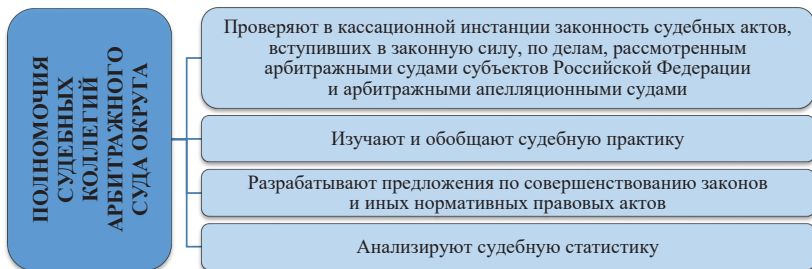 ПОЛНОМОЧИЯ
СУДЕБНЫХ
КОЛЛЕГИЙ
АРБИТРАЖНОГО
СУДА ОКРУГА
Проверяют в кассационной инстанции законность судебных актов,
вступивших в законную силу, по делам, рассмотренным
арбитражными судами субъектов Российской Федерации
и арбитражными апелляционными судами
Изучают и обобщают судебную практику
Разрабатывают предложения по совершенствованию законов
и иных нормативных правовых актов
Анализируют судебную статистику